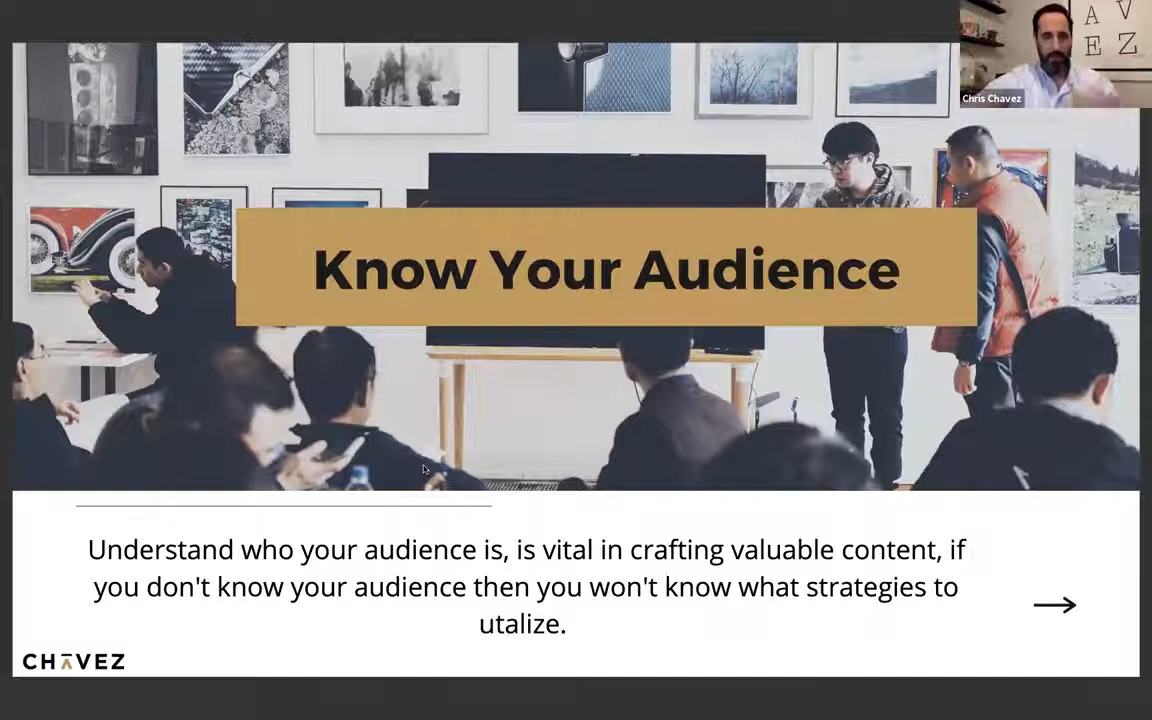 A V
E Z
Chris Chavez
Know Your Audience
Understand who your audience is, is vital in crafting valuable content, if
you don't know your audience then you won't know what strategies to
utalize.
CHAVEZ